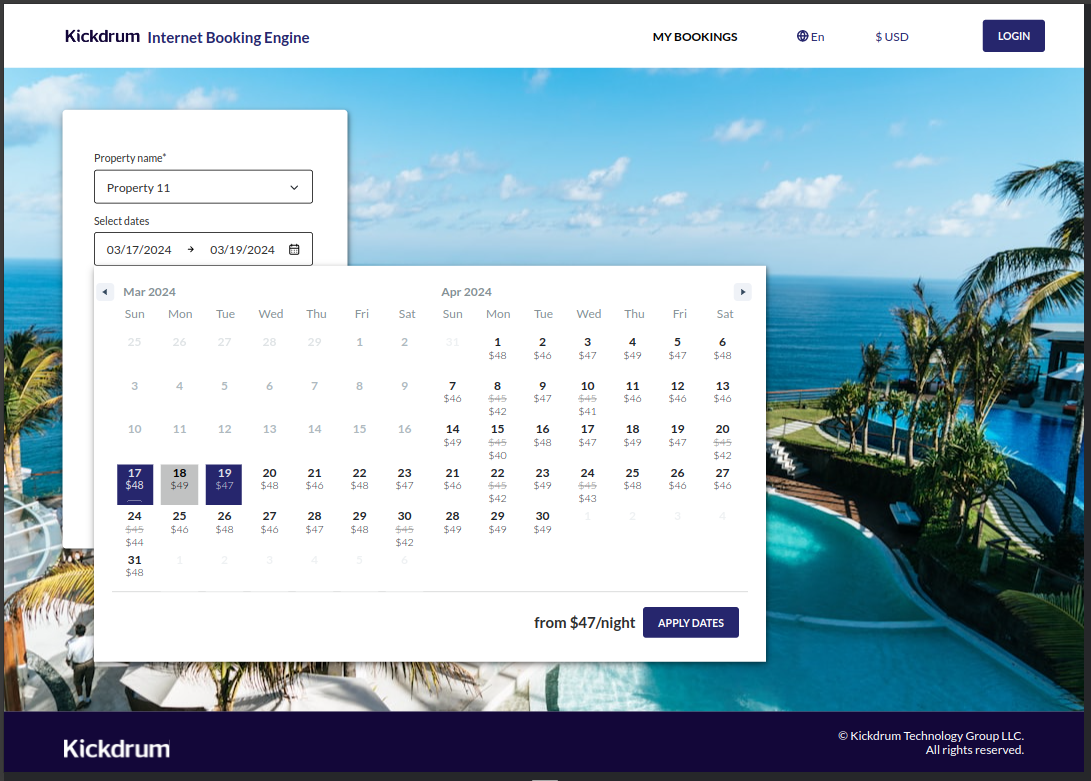 Kickdrum Internet Booking Engine MY BOOKINGS En $ USD LOGIN
Property name*
Property 11
Select dates
03/17/2024 → 03/19/2024
Mar 2024 Apr 2024
Sun Mon Tue Wed Thu Fri Sat Sun Mon Tue Wed Thu Fri Sat
25 26 27 28 29 1 2 31 1 2 3 4 5 6
$48 $46 $47 $49 $47 $48
3 4 5 6 7 8 9 7 8 9 10 11 12 13
$46 $45 $47 $45 $46 $46 $46
$42 $41
10 11 12 13 14 15 16 14 15 16 17 18 19 20
$49 $45 $48 $47 $49 $47 $45
$40 $42
17 18 19 20 21 22 23 21 22 23 24 25 26 27
$48 $49 $47 $48 $46 $48 $47 $46 $45 $49 $45 $48 $46 $46
$42 $43
24 25 26 27 28 29 30 28 29 30 1 2 3 4
$45 $46 $48 $46 $47 $48 $45 $49 $49 $49
$44 $42
31 1 2 3 4 5 6
$48
from $47/night APPLY DATES
Kickdrum
© Kickdrum Technology Group LLC.
All rights reserved.